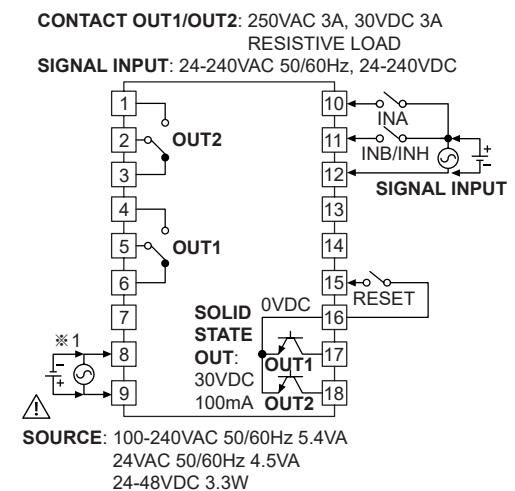 CONTACT OUT1/OUT2: 250VAC 3A, 30VDC 3A
RESISTIVE LOAD
SIGNAL INPUT: 24-240VAC 50/60Hz, 24-240VDC
1
2
3
OUT2
4
5
6
OUT1
7
8
9
※1
-
+
10
11
12
13
14
15
16
17
18
INA
INB/INH
+
-
SIGNAL INPUT
RESET
0VDC
SOLID
STATE
OUT:
30VDC
100mA
OUT1
OUT2
SOURCE: 100-240VAC 50/60Hz 5.4VA
24VAC 50/60Hz 4.5VA
24-48VDC 3.3W